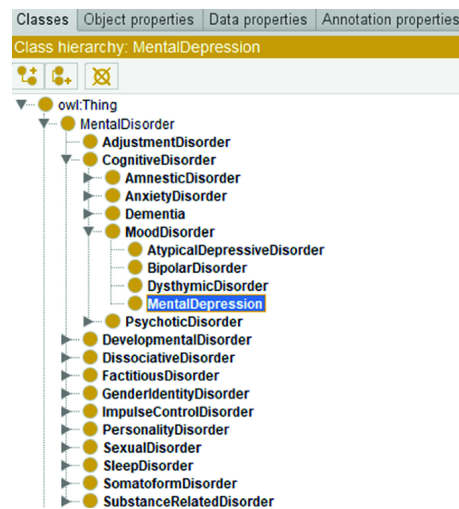 Classes Object properties Data properties Annotation properties
Class hierarchy: MentalDepression
owl:Thing
MentalDisorder
AdjustmentDisorder
CognitiveDisorder
AmnesticDisorder
AnxietyDisorder
Dementia
MoodDisorder
AtypicalDepressiveDisorder
BipolarDisorder
DysthymicDisorder
MentalDepression
PsychoticDisorder
DevelopmentalDisorder
DissociativeDisorder
FactitiousDisorder
GenderIdentityDisorder
ImpulseControlDisorder
PersonalityDisorder
SexualDisorder
SleepDisorder
SomatoformDisorder
SubstanceRelatedDisorder